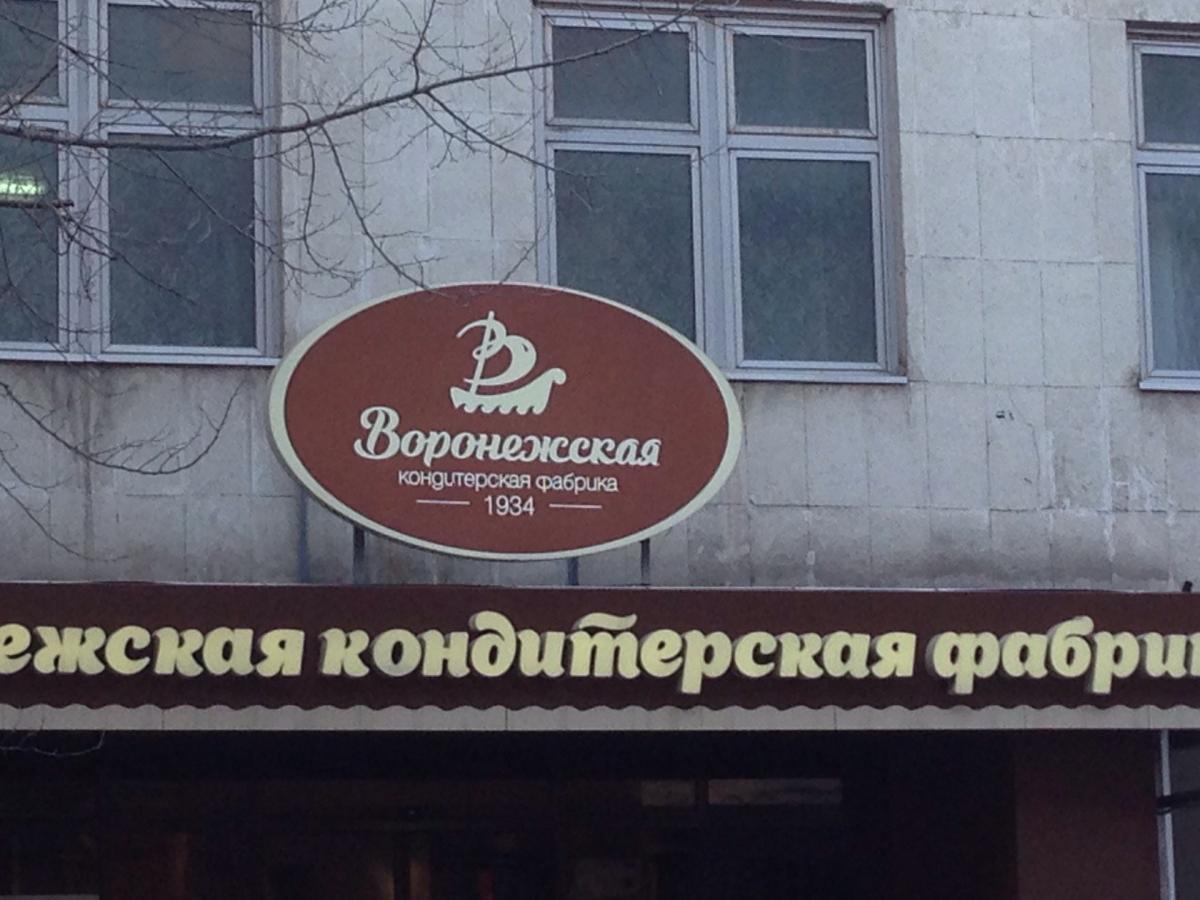 Воронежская
кондитерская фабрика
1934
ежская кондитерская фабри